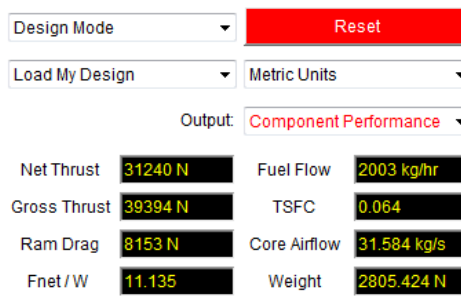 Design Mode Reset
Load My Design Metric Units
Output: Component Performance
Net Thrust 31240 N Fuel Flow 2003 kg/hr
Gross Thrust 39394 N TSFC 0.064
Ram Drag 8153 N Core Airflow 31.584 kg/s
Fnet / W 11.135 Weight 2805.424 N